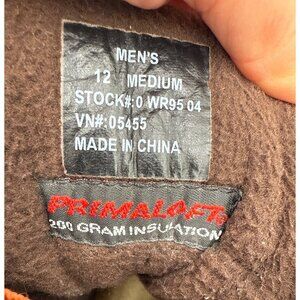 MEN'S
12 MEDIUM
STOCK#:0 WR95 04
VN#:05455
MADE IN CHINA
PRIMALOFT®
200 GRAM INSULATION